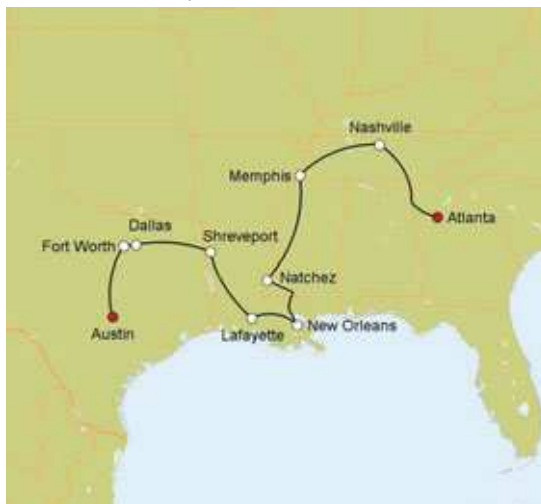 Nashville
Memphis
Atlanta
Dallas
Shreveport
Fort Worth
Natchez
New Orleans
Austin
Lafayette